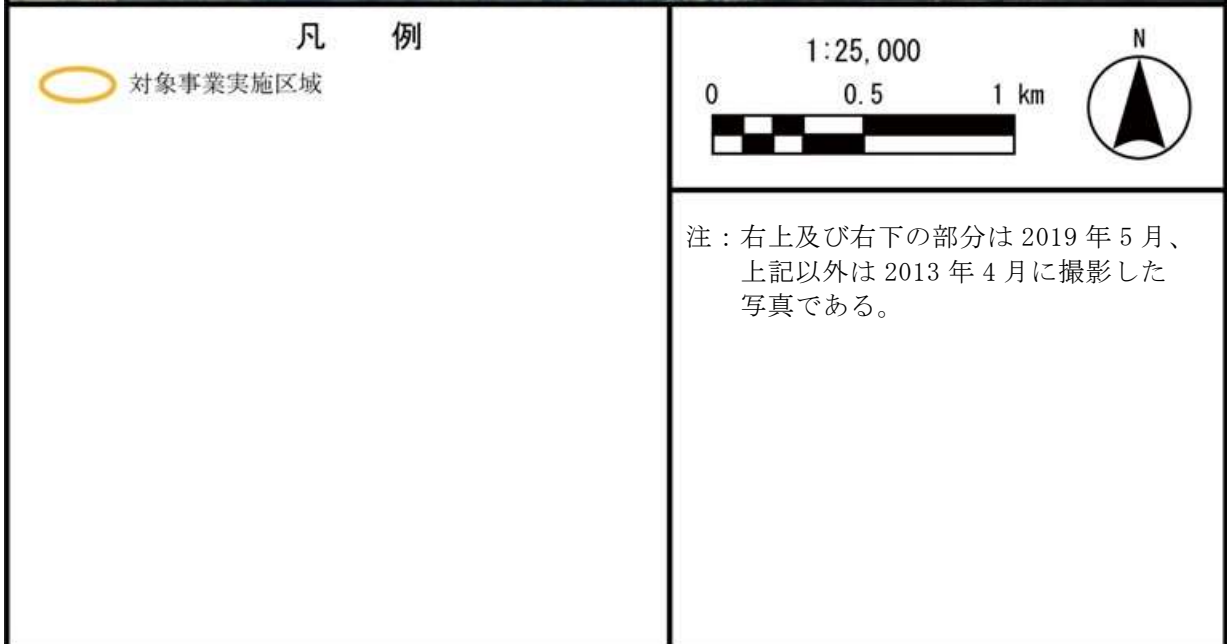 凡　例
対象事業実施区域
1:25,000
0 0.5 1 km
N
注：右上及び右下の部分は 2019 年 5 月、
上記以外は 2013 年 4 月に撮影した
写真である。